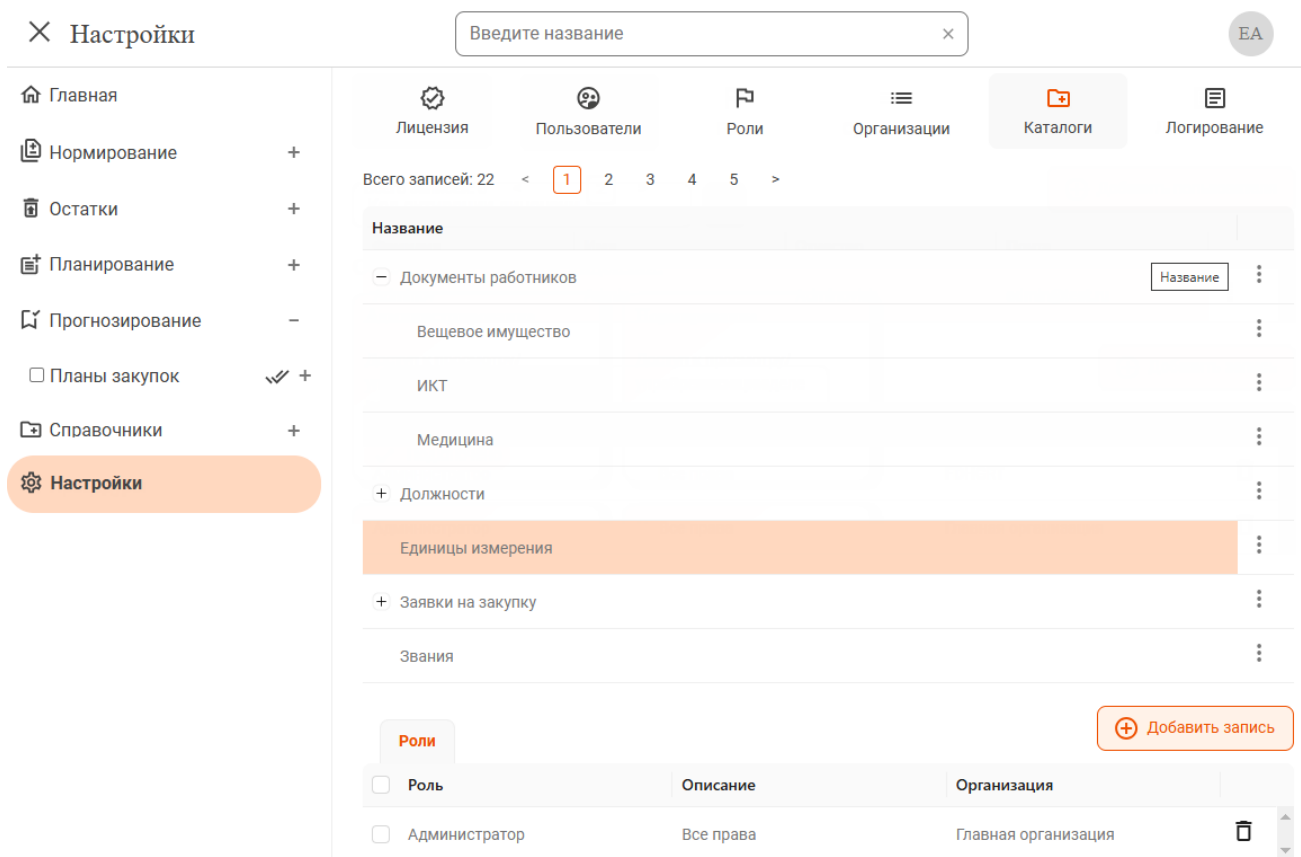 Настройки
Введите название
EA
Главная
Нормирование
Остатки
Планирование
Прогнозирование
Планы закупок
Справочники
Настройки
Лицензия
Пользователи
Роли
Организации
Каталоги
Логирование
Всего записей: 22 < 1 2 3 4 5 >
Название
Документы работников
Название
Вещевое имущество
ИКТ
Медицина
Должности
Единицы измерения
Заявки на закупку
Звания
Добавить запись
Роли
Роль Описание Организация
Администратор Все права Главная организация